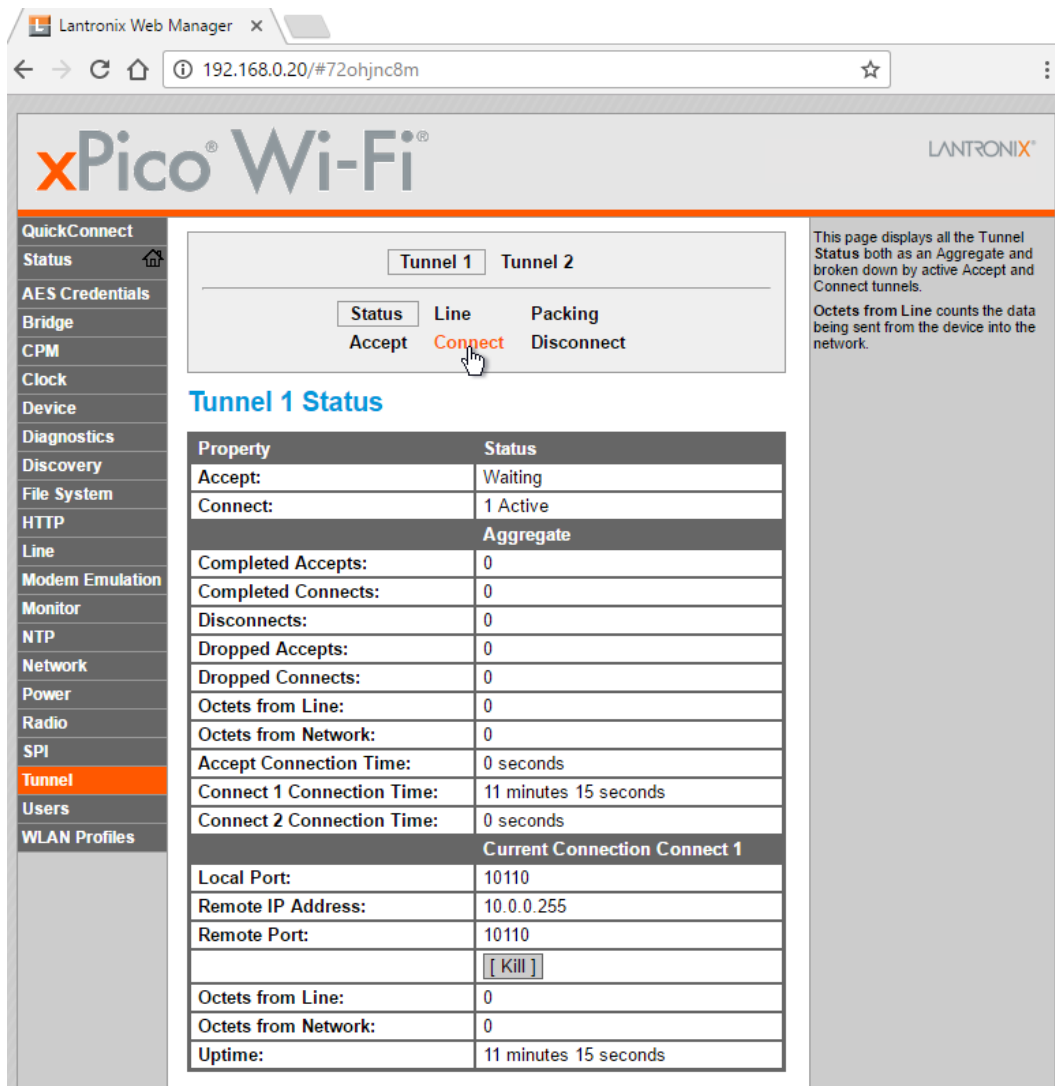 Lantronix Web Manager
192.168.0.20/#72ohjnc8m
xPico® Wi-Fi®
LANTRONIX®
QuickConnect
Status
AES Credentials
Bridge
CPM
Clock
Device
Diagnostics
Discovery
File System
HTTP
Line
Modem Emulation
Monitor
NTP
Network
Power
Radio
SPI
Tunnel
Users
WLAN Profiles
Tunnel 1 Tunnel 2
Status Line Packing
Accept Connect Disconnect
Tunnel 1 Status
Property Status
Accept: Waiting
Connect: 1 Active
Aggregate
Completed Accepts: 0
Completed Connects: 0
Disconnects: 0
Dropped Accepts: 0
Dropped Connects: 0
Octets from Line: 0
Octets from Network: 0
Accept Connection Time: 0 seconds
Connect 1 Connection Time: 11 minutes 15 seconds
Connect 2 Connection Time: 0 seconds
Current Connection Connect 1
Local Port: 10110
Remote IP Address: 10.0.0.255
Remote Port: 10110
[ Kill ]
Octets from Line: 0
Octets from Network: 0
Uptime: 11 minutes 15 seconds
This page displays all the Tunnel
Status both as an Aggregate and
broken down by active Accept and
Connect tunnels.
Octets from Line counts the data
being sent from the device into the
network.